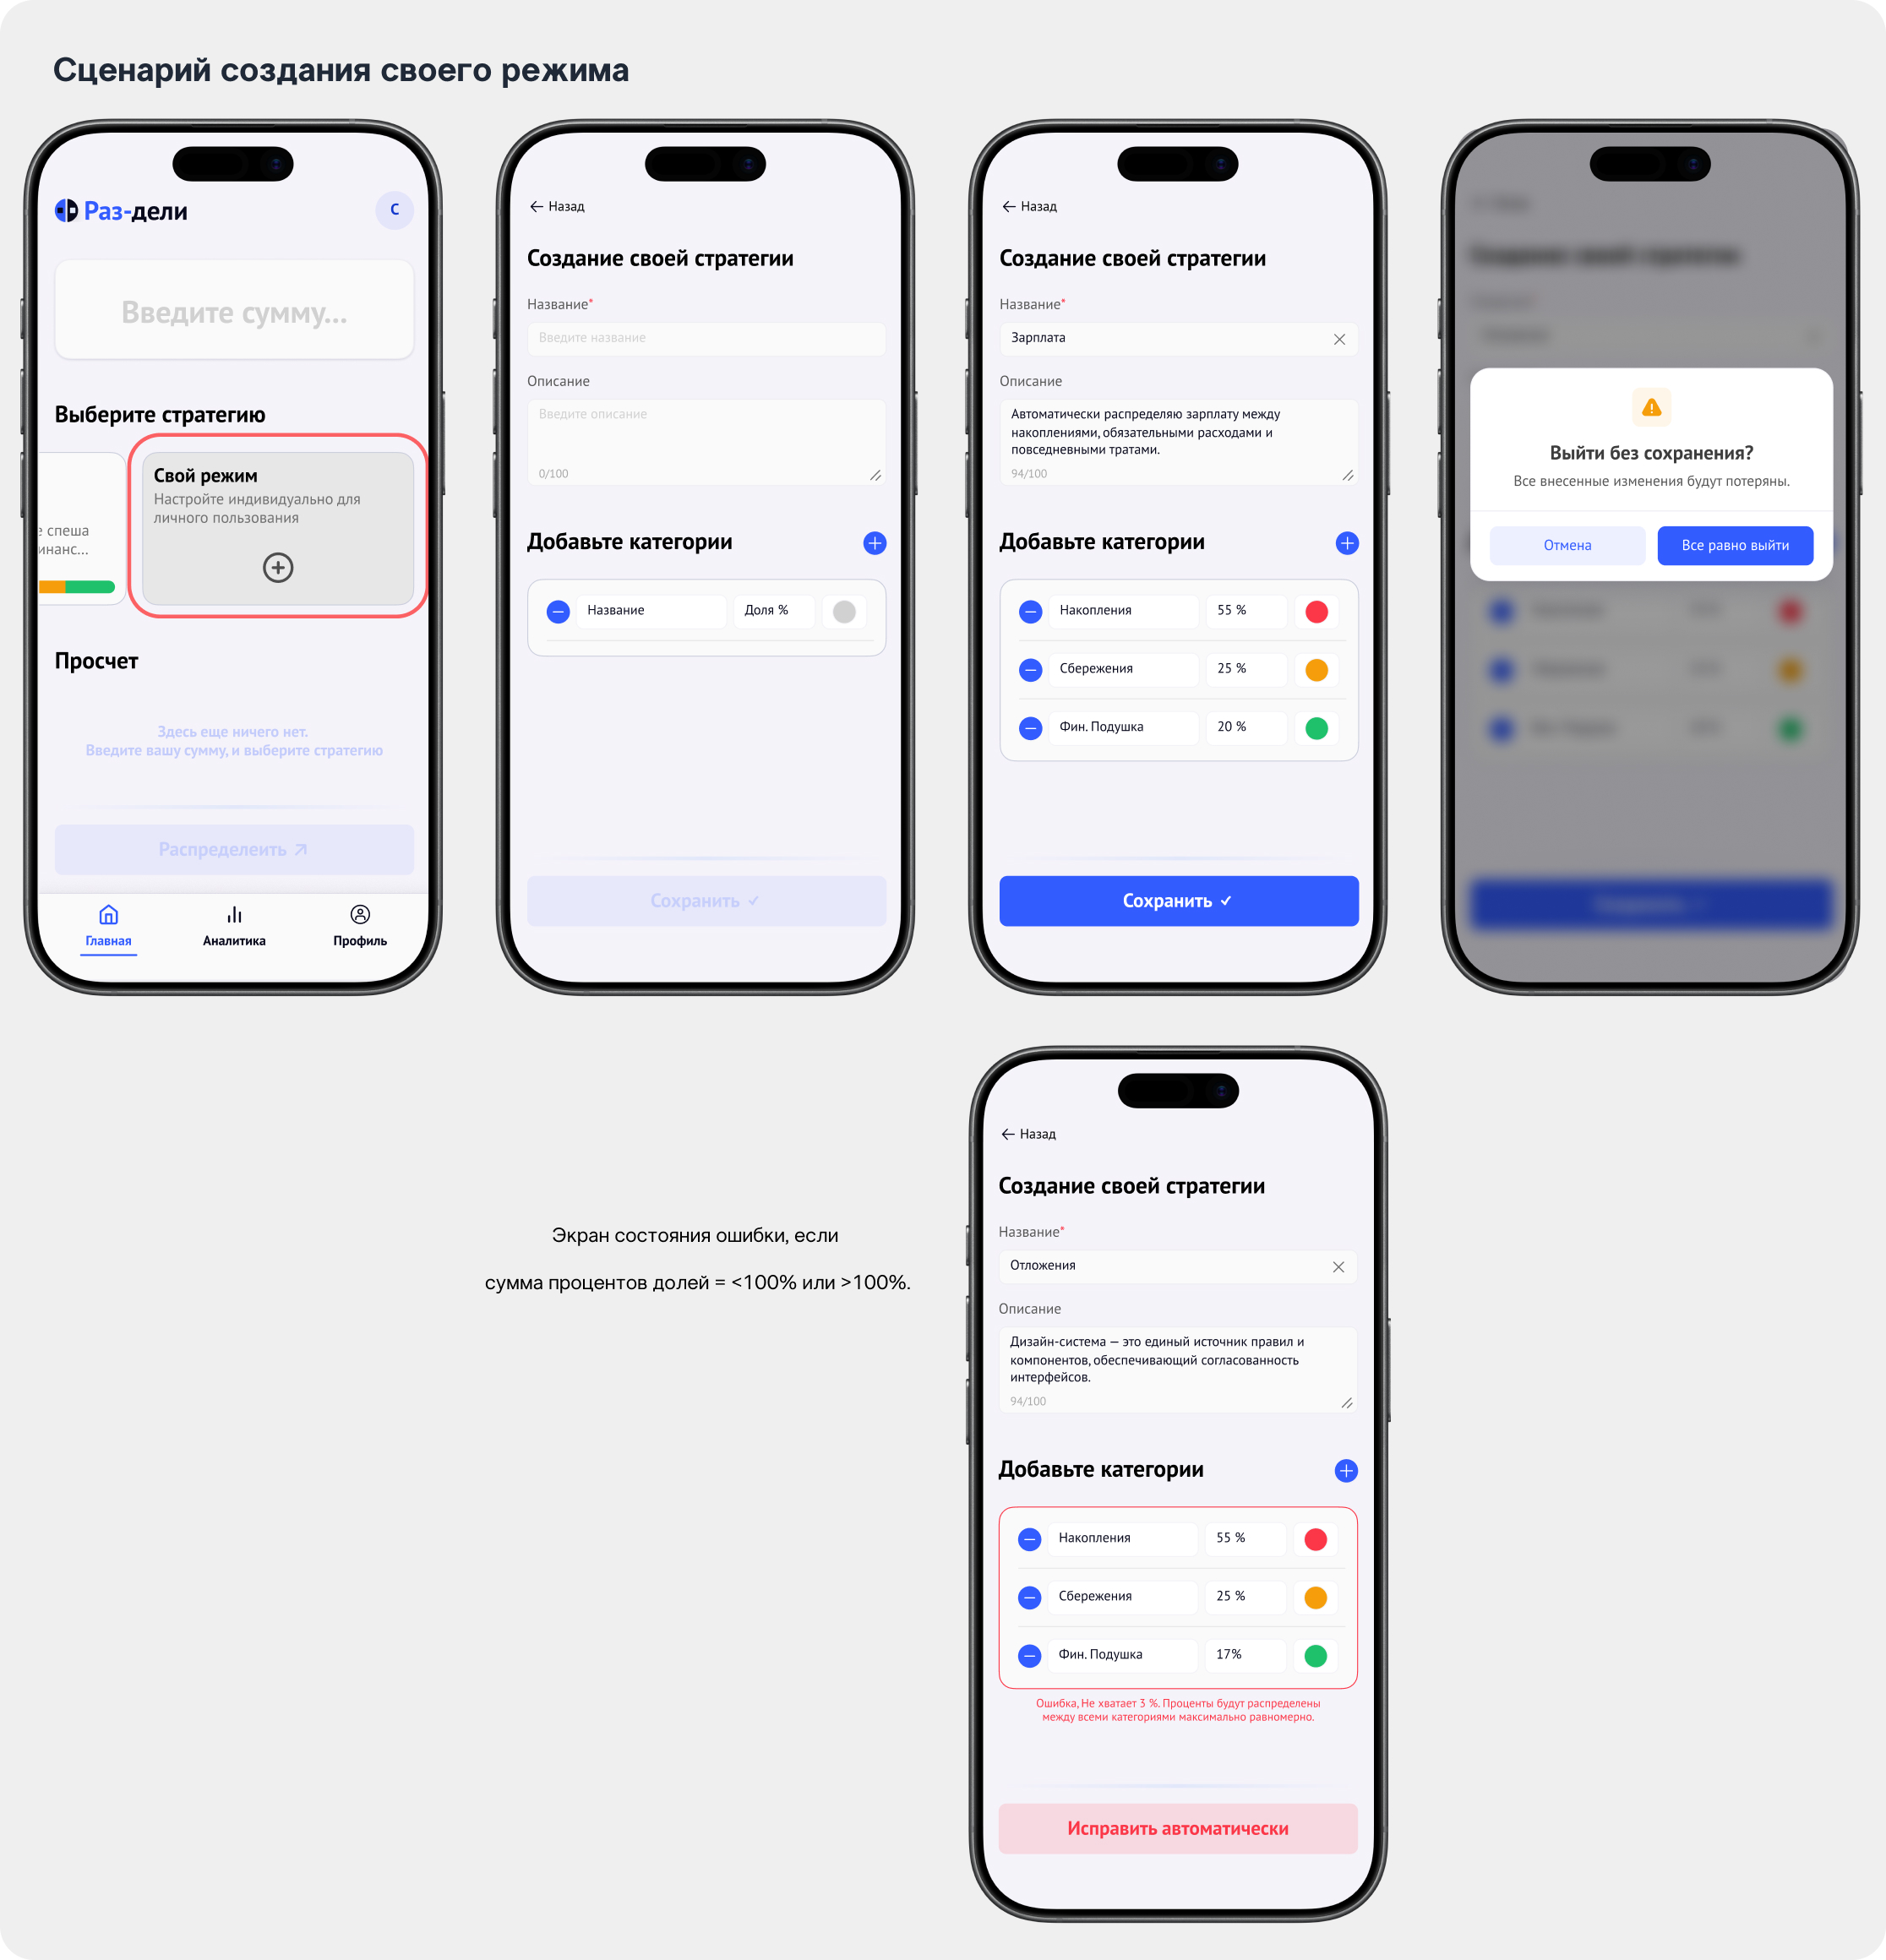 Сценарий создания своего режима
Раз-дели
С
Введите сумму...
Выберите стратегию
е спеша
инанс...
Свой режим
Настройте индивидуально для
личного пользования
Просчет
Здесь еще ничего нет.
Введите вашу сумму, и выберите стратегию
Распределеить
Главная
Аналитика
Профиль
Назад
Создание своей стратегии
Название*
Введите название
Описание
Введите описание
0/100
Добавьте категории
Название
Доля %
Сохранить
Назад
Создание своей стратегии
Название*
Зарплата
Описание
Автоматически распределяю зарплату между
накоплениями, обязательными расходами и
повседневными тратами.
94/100
Добавьте категории
Накопления
55 %
Сбережения
25 %
Фин. Подушка
20 %
Сохранить
Выйти без сохранения?
Все внесенные изменения будут потеряны.
Отмена
Все равно выйти
Экран состояния ошибки, если
сумма процентов долей = <100% или >100%.
Назад
Создание своей стратегии
Название*
Отложения
Описание
Дизайн-система — это единый источник правил и
компонентов, обеспечивающий согласованность
интерфейсов.
94/100
Добавьте категории
Накопления
55 %
Сбережения
25 %
Фин. Подушка
17%
Ошибка, Не хватает 3 %. Проценты будут распределены
между всеми категориями максимально равномерно.
Исправить автоматически